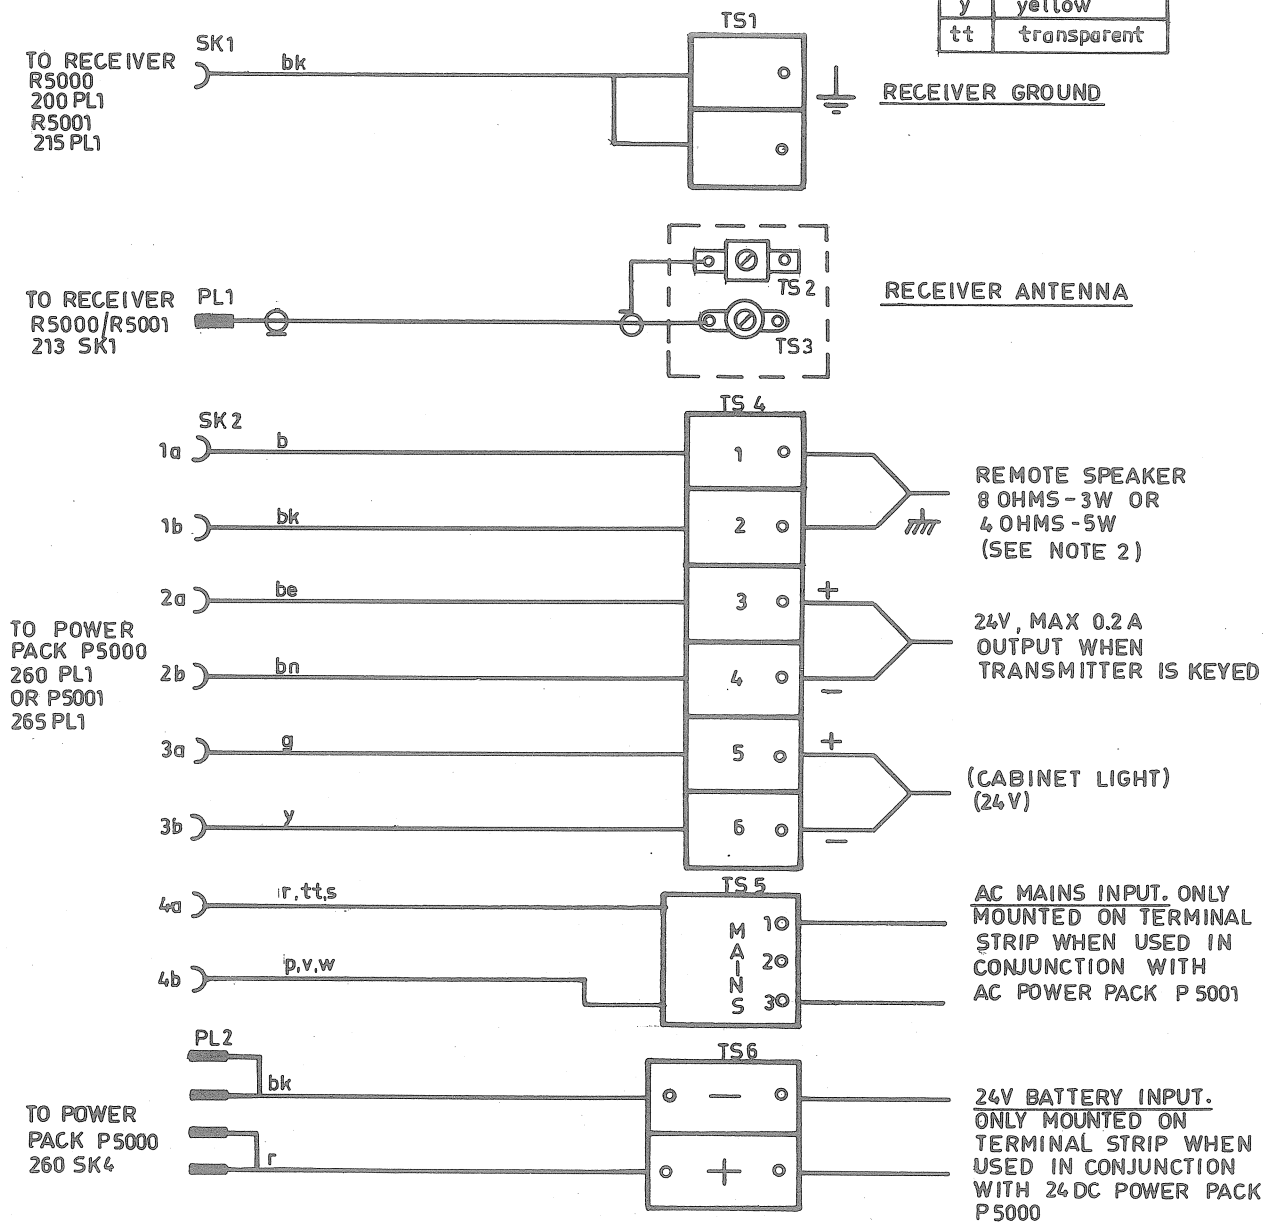 y yellow
tt transparent
TS1
SK1
TO RECEIVER
R5000
200 PL1
R5001
215 PL1
bk
RECEIVER GROUND
TO RECEIVER
R5000/R5001
213 SK1
PL1
TS2
TS3
RECEIVER ANTENNA
TS 4
SK2
1a b 1
1b bk 2
REMOTE SPEAKER
8 OHMS-3W OR
4 OHMS-5W
(SEE NOTE 2)
2a be 3 +
2b bn 4 −
24V, MAX 0.2A
OUTPUT WHEN
TRANSMITTER IS KEYED
TO POWER
PACK P5000
260 PL1
OR P5001
265 PL1
3a g 5 +
3b y 6 −
(CABINET LIGHT)
(24V)
TS 5
4a r,tt,s
4b p,v,w
MAINS
1
2
3
AC MAINS INPUT. ONLY
MOUNTED ON TERMINAL
STRIP WHEN USED IN
CONJUNCTION WITH
AC POWER PACK P 5001
PL2
TS6
bk −
r +
TO POWER
PACK P5000
260 SK4
24V BATTERY INPUT.
ONLY MOUNTED ON
TERMINAL STRIP WHEN
USED IN CONJUNCTION
WITH 24DC POWER PACK
P5000